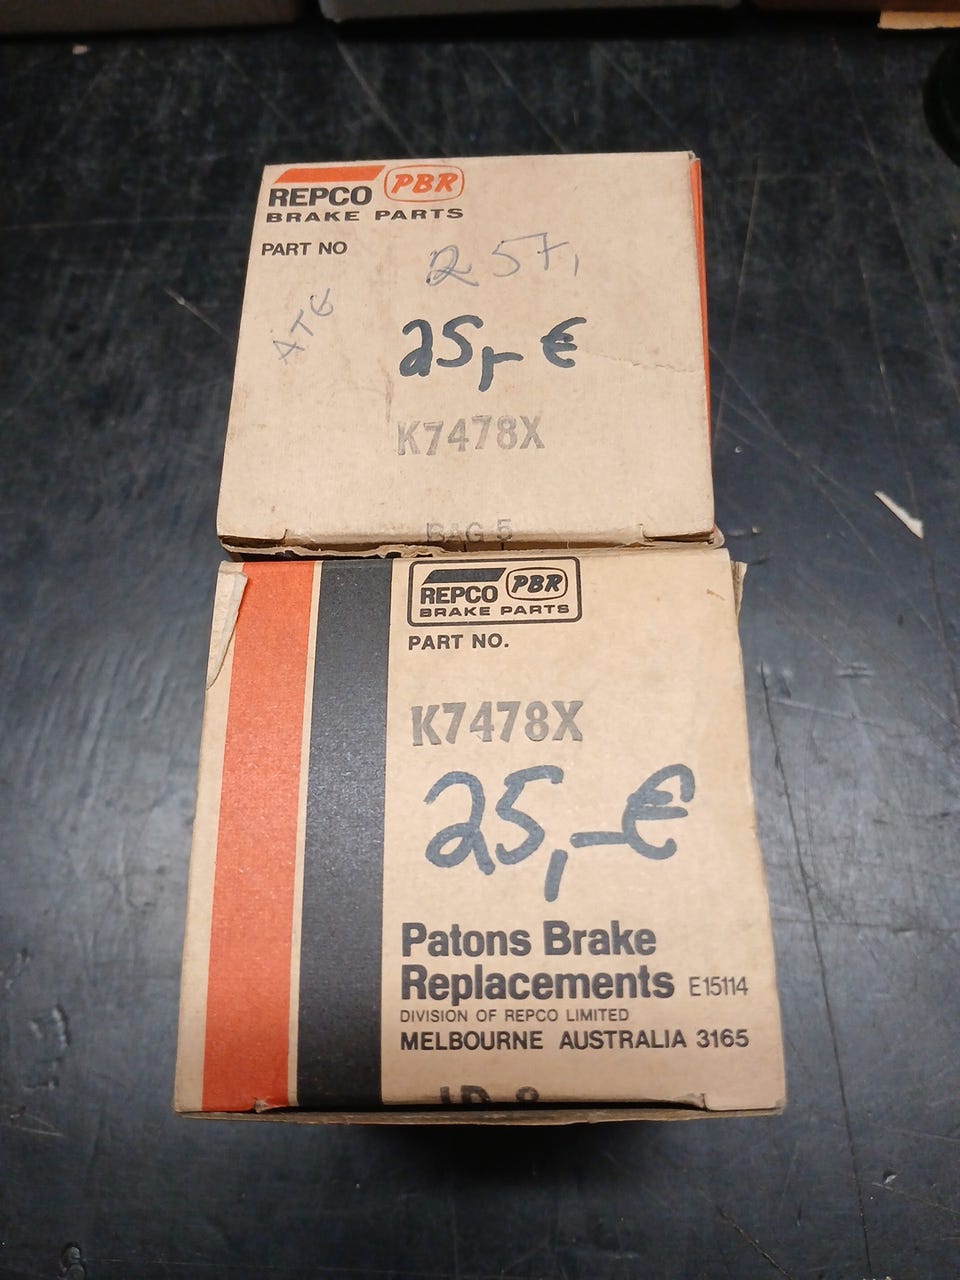 REPCO PBR
BRAKE PARTS
PART NO
257,
ATE
25,- €
K7478X
BAG 5
REPCO PBR
BRAKE PARTS
PART NO.
K7478X
25,- €
Patons Brake
Replacements E15114
DIVISION OF REPCO LIMITED
MELBOURNE AUSTRALIA 3165